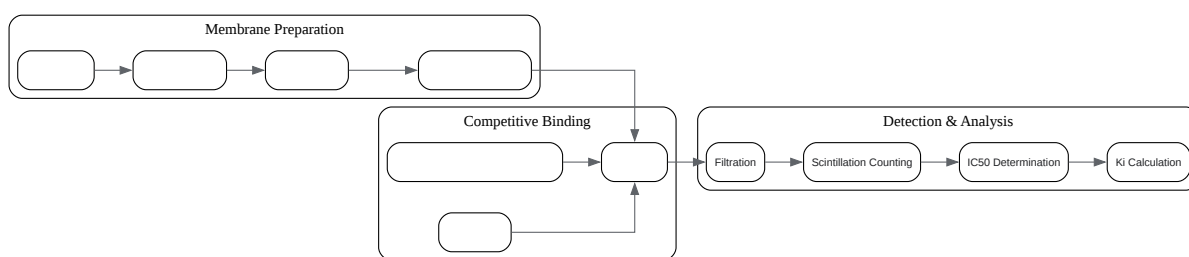 Membrane Preparation
Competitive Binding
Detection & Analysis
Filtration
Scintillation Counting
IC50 Determination
Ki Calculation